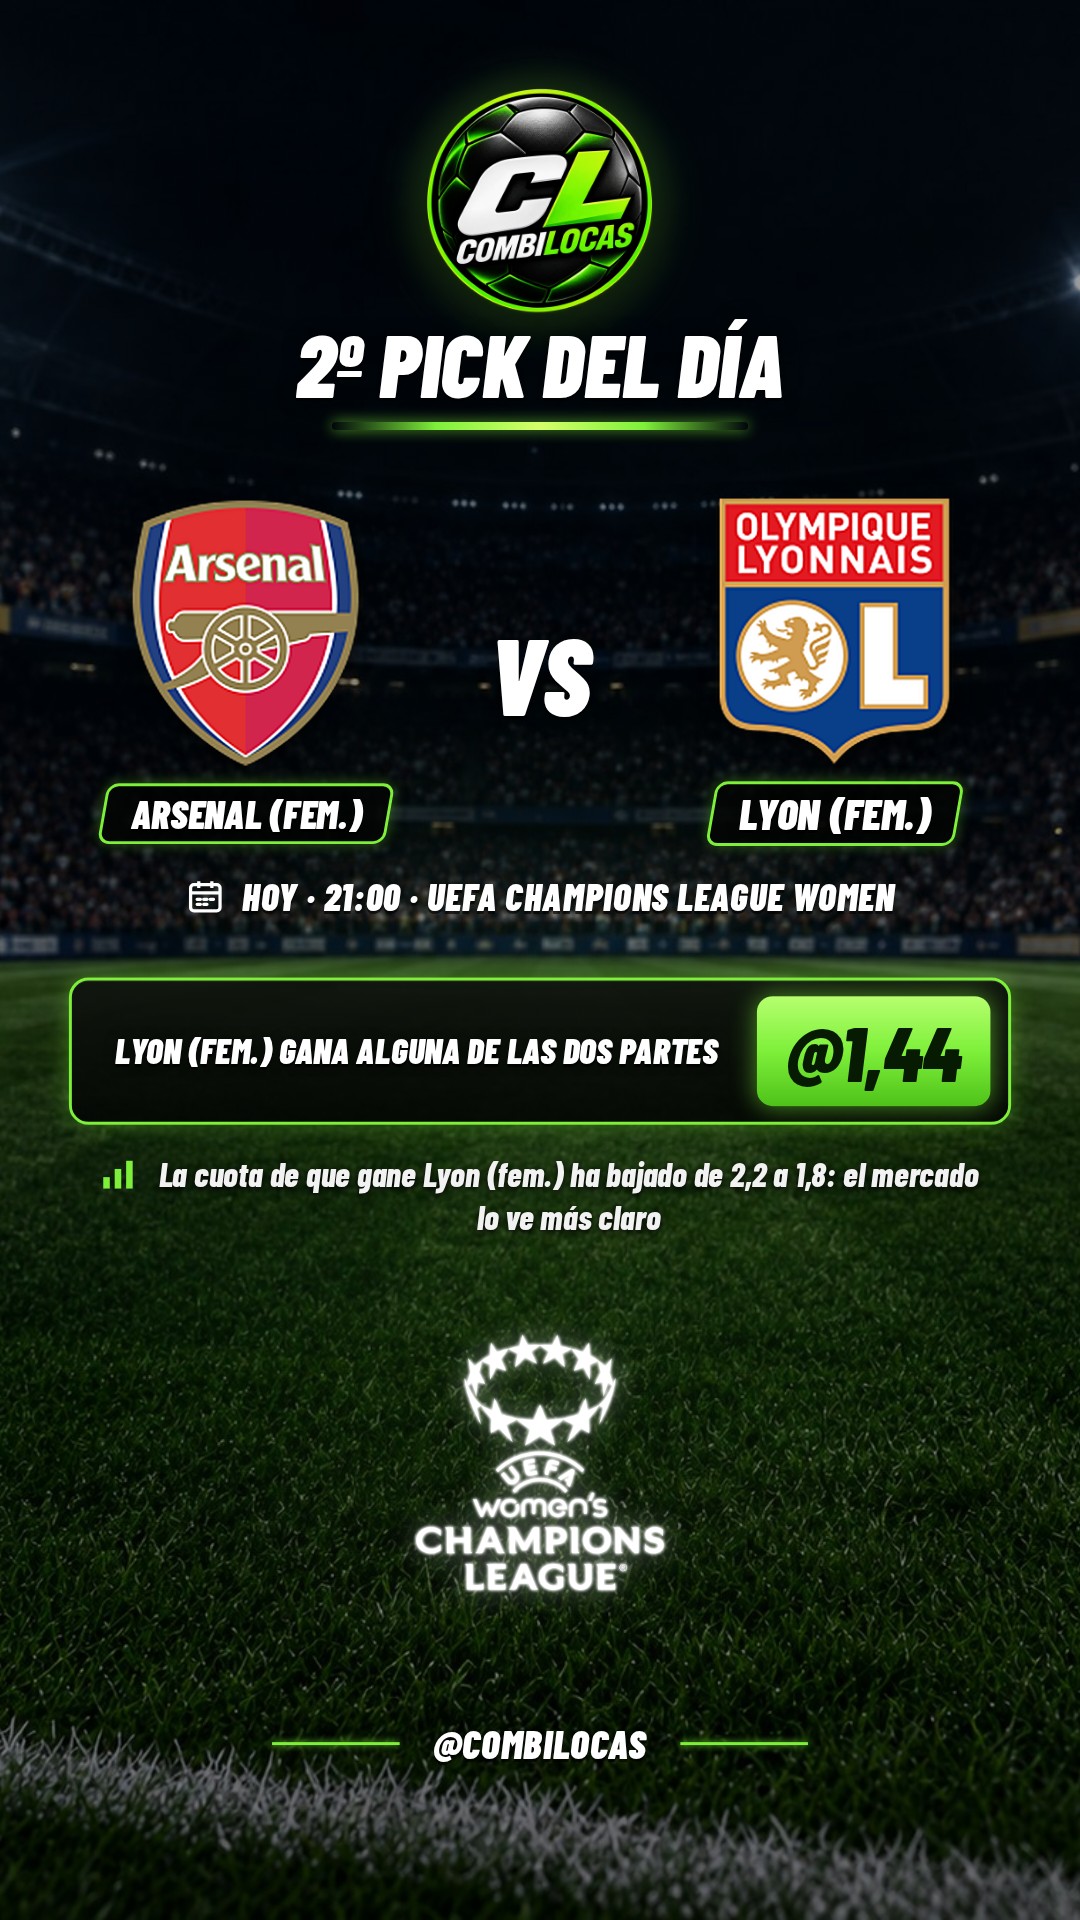 CL
COMBILOCAS
2º PICK DEL DÍA
Arsenal
OLYMPIQUE
LYONNAIS
OL
VS
ARSENAL (FEM.)
LYON (FEM.)
HOY · 21:00 · UEFA CHAMPIONS LEAGUE WOMEN
LYON (FEM.) GANA ALGUNA DE LAS DOS PARTES
@1,44
La cuota de que gane Lyon (fem.) ha bajado de 2,2 a 1,8: el mercado
lo ve más claro
UEFA
women's
CHAMPIONS
LEAGUE®
@COMBILOCAS